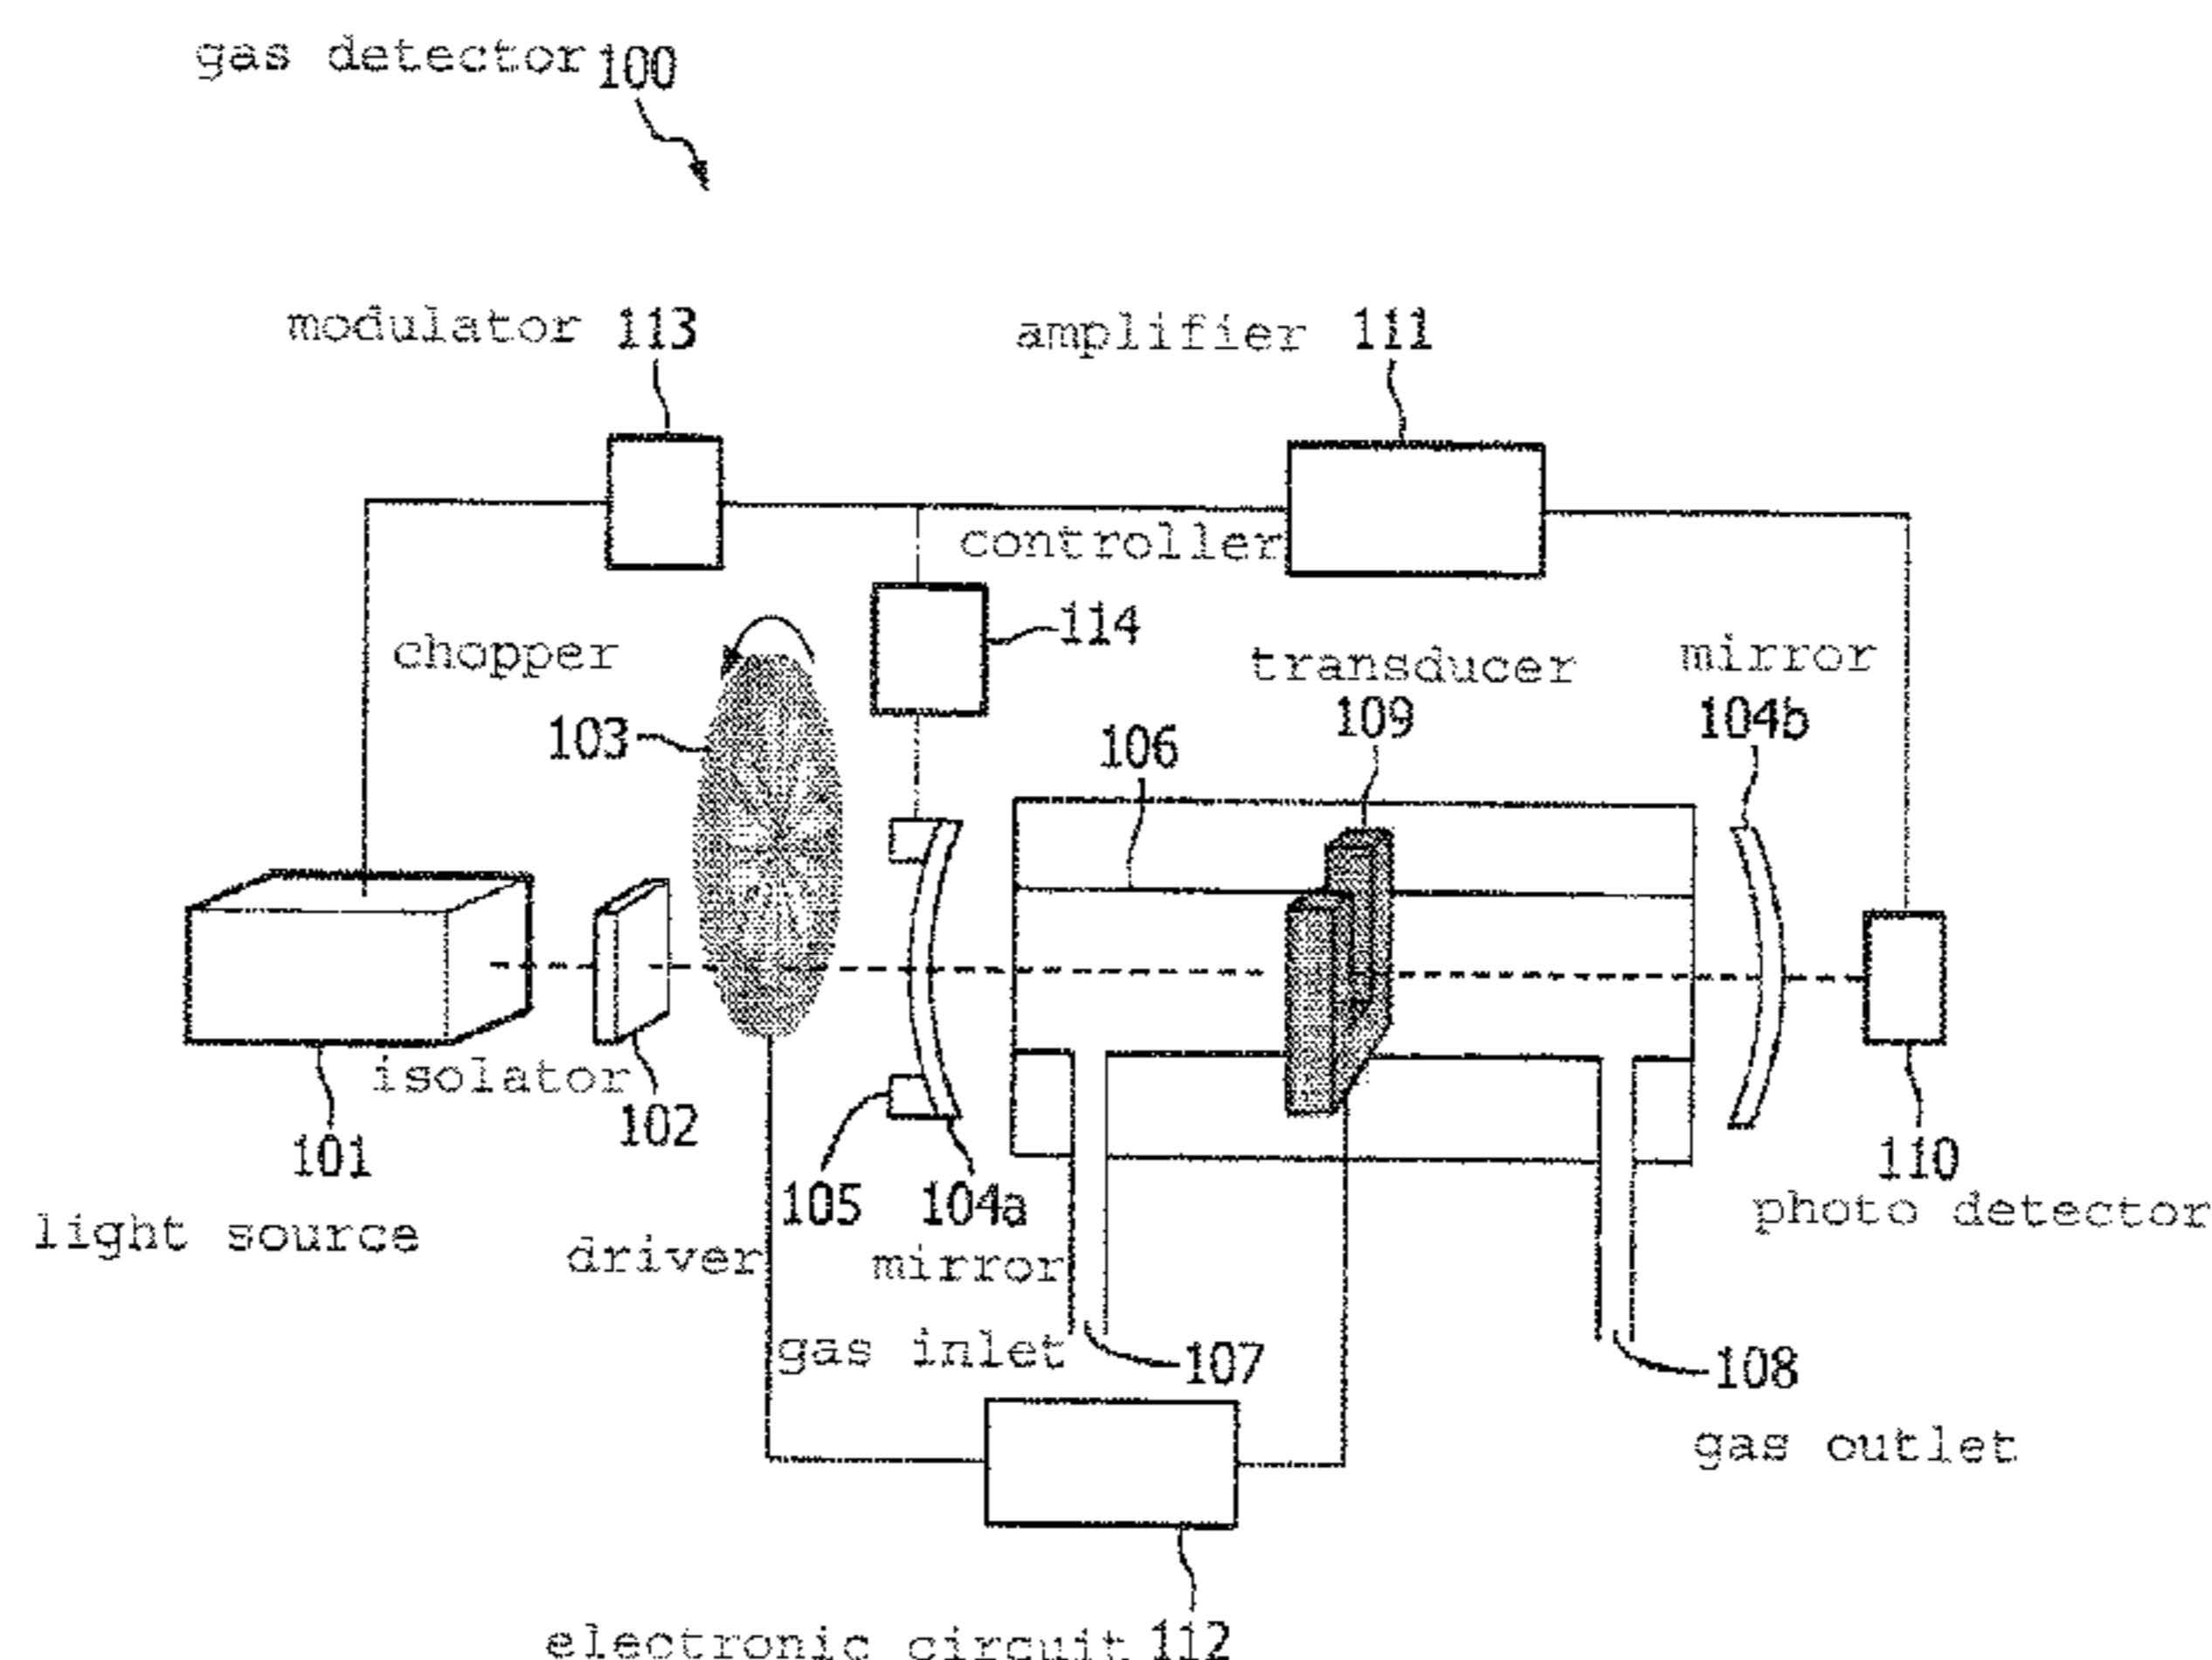 gas detector 100
modulator 113
amplifier 111
controller
114
chopper
103
transducer
109
mirror
104b
106
isolator
102
101
light source
105
104a
driver
mirror
110
photo detector
gas inlet
107
108
gas outlet
electronic circuit 112